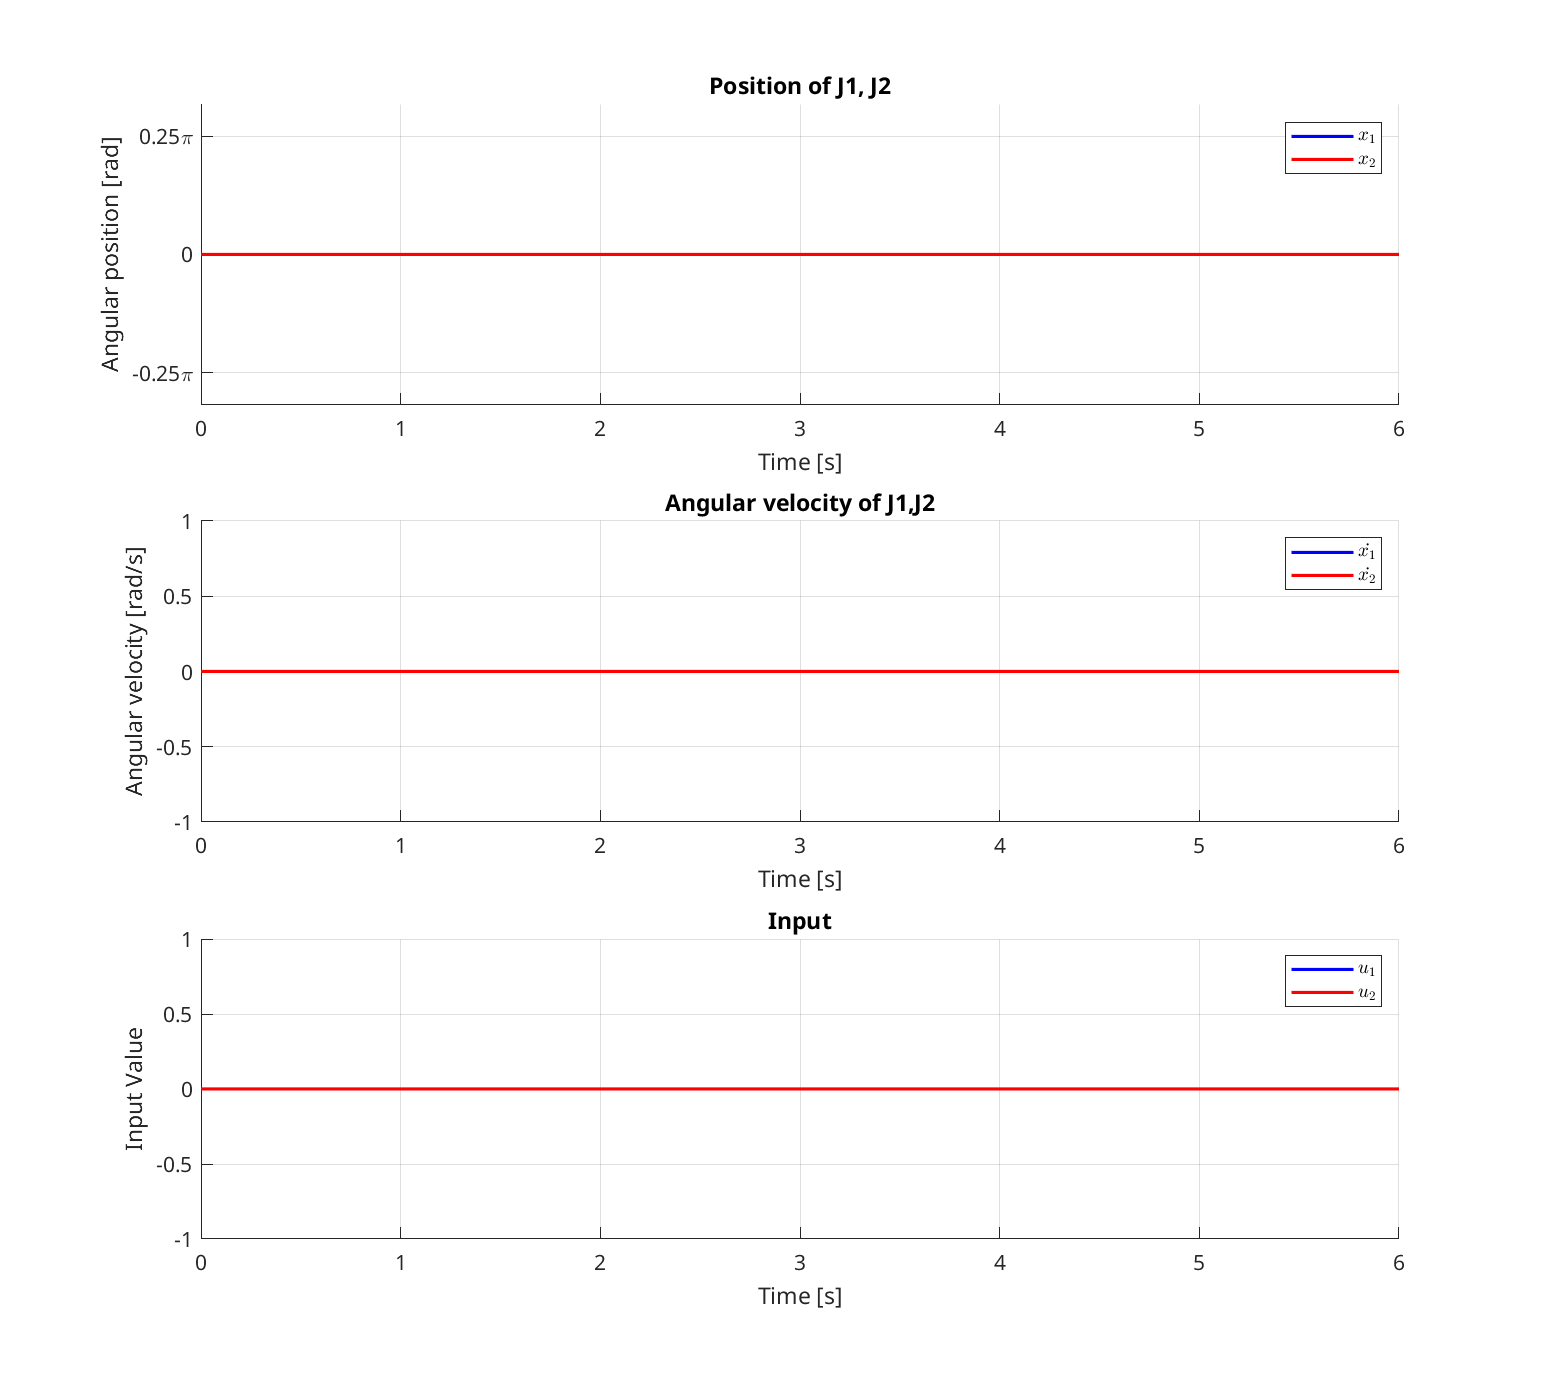 Position of J1, J2
Angular position [rad]
0.25π
0
-0.25π
x₁
x₂
0 1 2 3 4 5 6
Time [s]
Angular velocity of J1,J2
Angular velocity [rad/s]
1
0.5
0
-0.5
-1
ẋ₁
ẋ₂
0 1 2 3 4 5 6
Time [s]
Input
Input Value
1
0.5
0
-0.5
-1
u₁
u₂
0 1 2 3 4 5 6
Time [s]